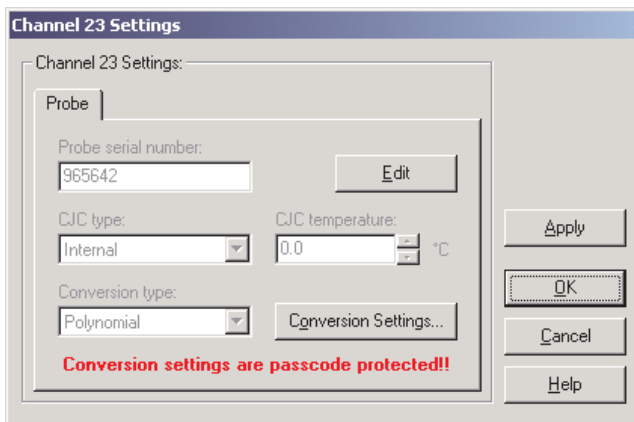 Channel 23 Settings
Channel 23 Settings:
Probe
Probe serial number:
965642
Edit
CJC type:
CJC temperature:
Internal
0.0
°C
Apply
Conversion type:
OK
Polynomial
Conversion Settings...
Cancel
Conversion settings are passcode protected!!
Help